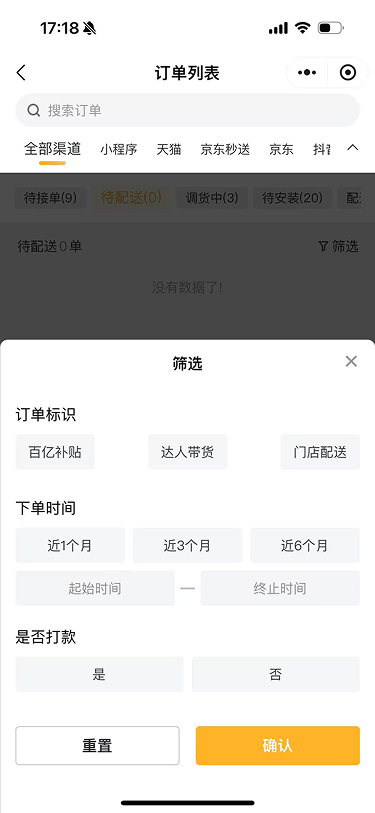 17:18
订单列表
搜索订单
全部渠道 小程序 天猫 京东秒送 京东 抖音
待接单(9) 待配送(0) 调货中(3) 待安装(20) 配
待配送0单 筛选
没有数据了!
筛选
订单标识
百亿补贴 达人带货 门店配送
下单时间
近1个月 近3个月 近6个月
起始时间 — 终止时间
是否打款
是 否
重置 确认